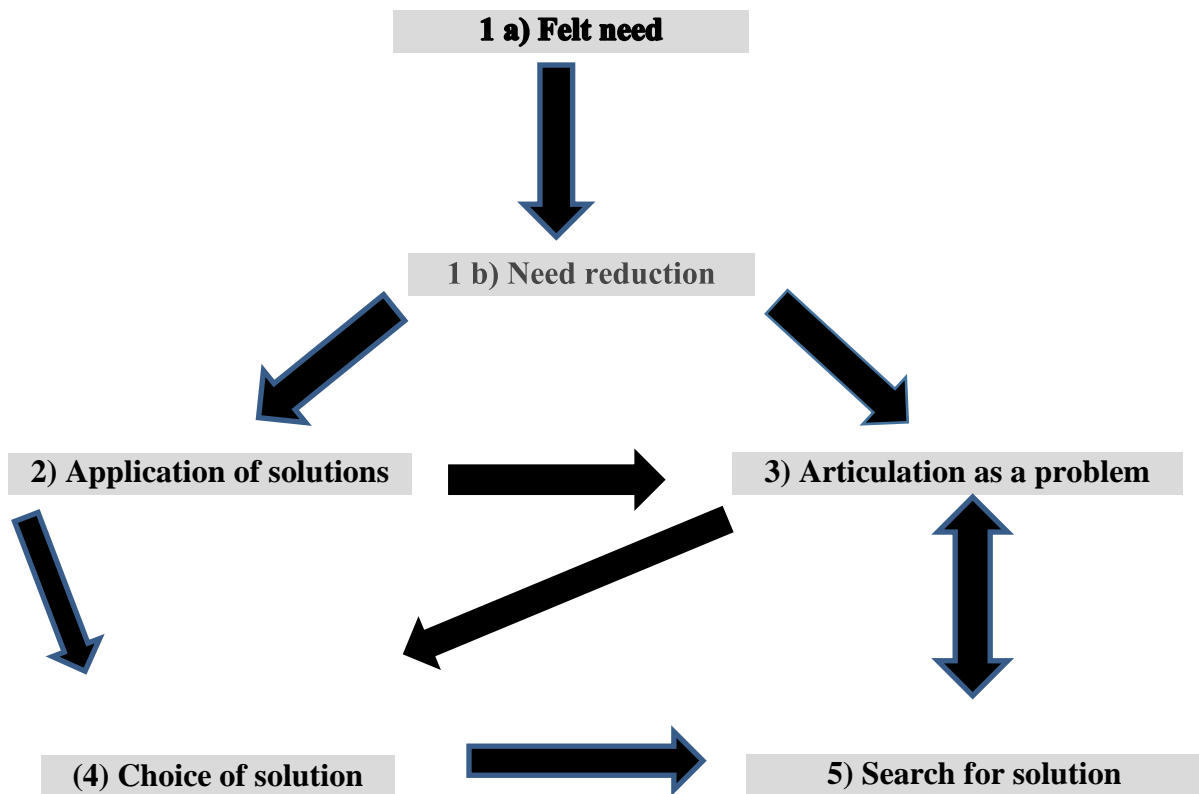 1 a) Felt need
1 b) Need reduction
2) Application of solutions
3) Articulation as a problem
(4) Choice of solution
5) Search for solution